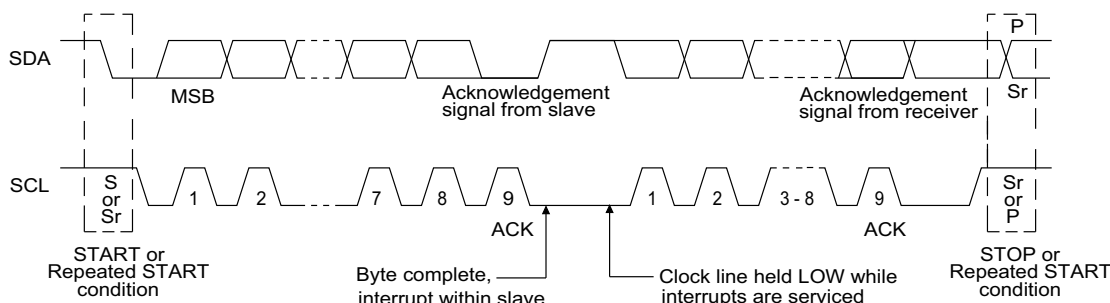 P
SDA
MSB
Acknowledgement
signal from slave
Acknowledgement
signal from receiver
Sr
SCL
S
or
Sr
1
2
7
8
9
ACK
1
2
3 - 8
9
ACK
Sr
or
P
START or
Repeated START
condition
Byte complete,
interrupt within slave
Clock line held LOW while
interrupts are serviced
STOP or
Repeated START
condition